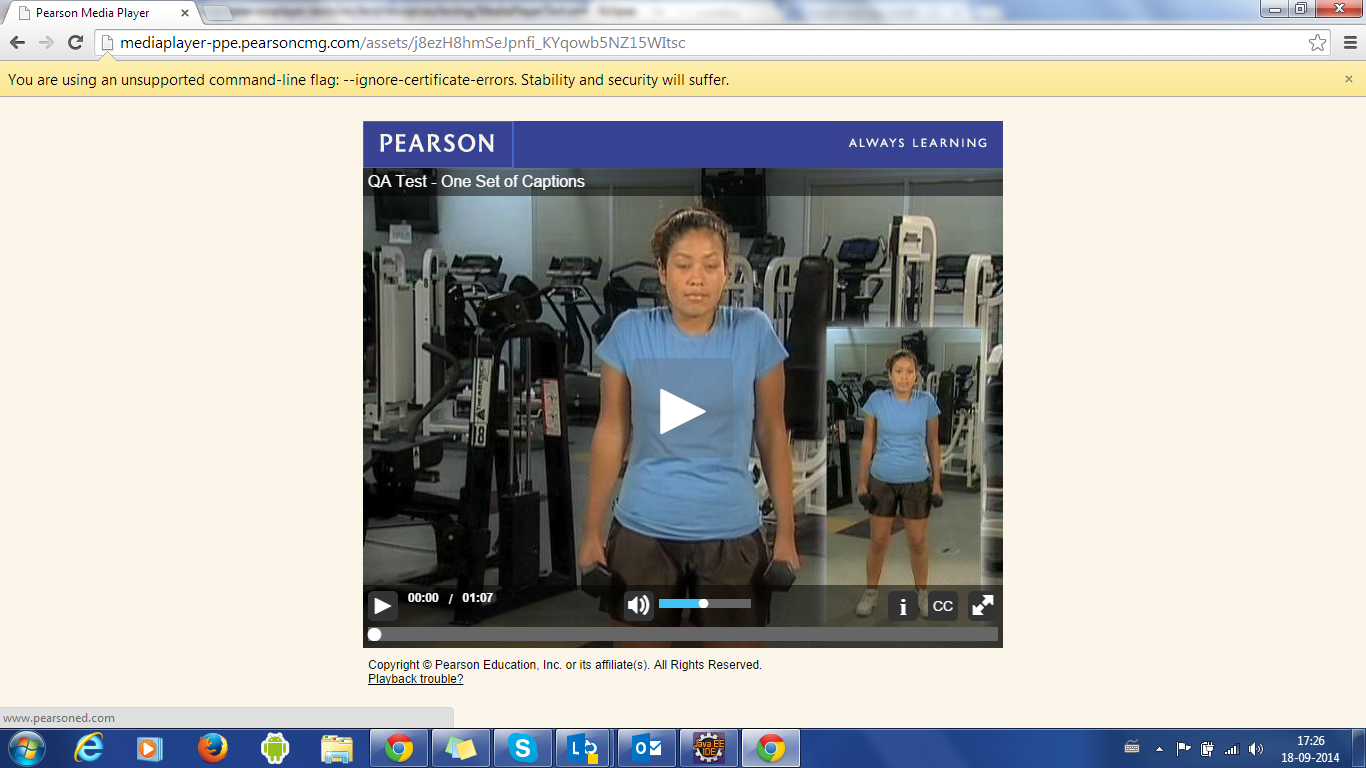 Pearson Media Player
mediaplayer-ppe.pearsoncmg.com/assets/j8ezH8hmSeJpnfi_KYqowb5NZ15WItsc
You are using an unsupported command-line flag: --ignore-certificate-errors. Stability and security will suffer.
PEARSON
ALWAYS LEARNING
QA Test - One Set of Captions
18
00:00 / 01:07
i
CC
Copyright © Pearson Education, Inc. or its affiliate(s). All Rights Reserved.
Playback trouble?
www.pearsoned.com
Java EE
IDE
17:26
18-09-2014